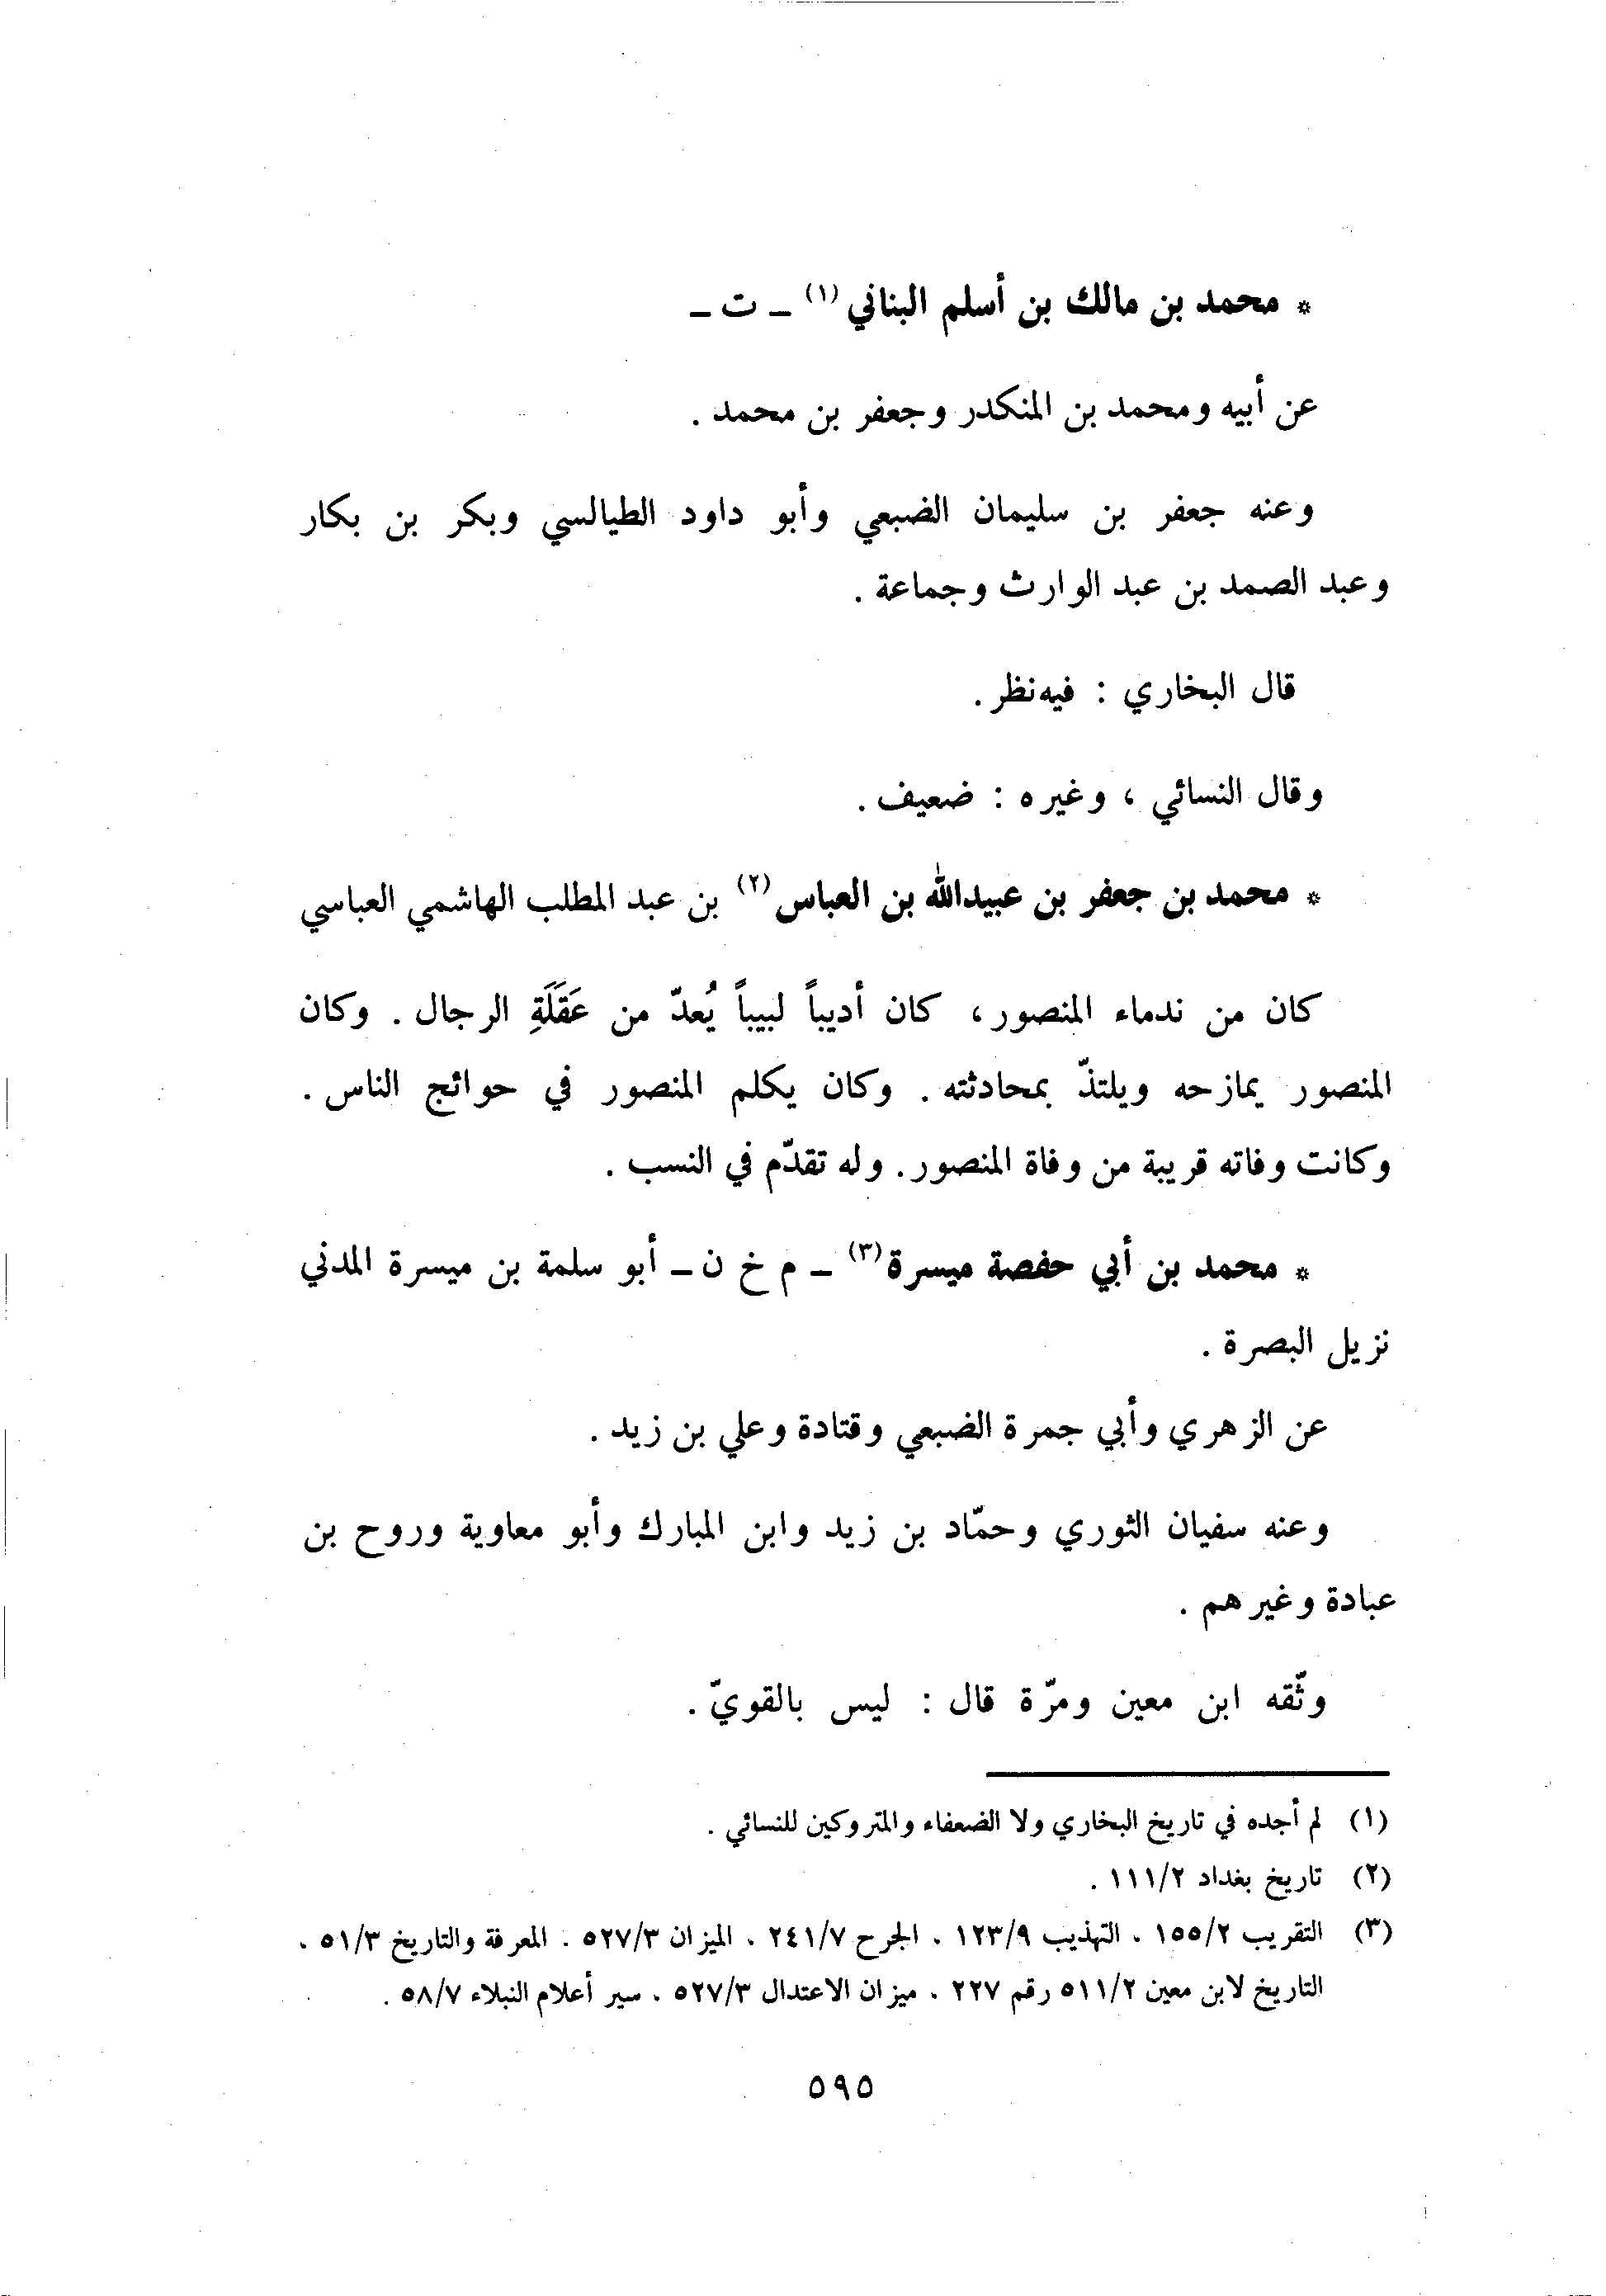 * محمد بن مالك بن أسلم البناني (١) ـ ت ـ
عن أبيه ومحمد بن المنكدر وجعفر بن محمد .
وعنه جعفر بن سليمان الضبعي وأبو داود الطيالسي وبكر بن بكار
وعبد الصمد بن عبد الوارث وجماعة .
قال البخاري : فيه نظر .
وقال النسائي ، وغيره : ضعيف .
* محمد بن جعفر بن عبيدالله بن العباس (٢) بن عبد المطلب الهاشمي العباسي
كان من ندماء المنصور ، كان أديباً لبيباً يُعدّ من عَقَلَةِ الرجال . وكان
المنصور يمازحه ويلتذّ بمحادثته . وكان يكلم المنصور في حوائج الناس .
وكانت وفاته قريبة من وفاة المنصور . وله تقدّم في النسب .
* محمد بن أبي حفصة ميسرة (٣) ـ م خ ن ـ أبو سلمة بن ميسرة المدني
نزيل البصرة .
عن الزهري وأبي جمرة الضبعي وقتادة وعلي بن زيد .
وعنه سفيان الثوري وحمّاد بن زيد وابن المبارك وأبو معاوية وروح بن
عبادة وغيرهم .
وثّقه ابن معين ومرّة قال : ليس بالقويّ .
(١) لم أجده في تاريخ البخاري ولا الضعفاء والمتروكين للنسائي .
(٢) تاريخ بغداد ١١١/٢ .
(٣) التقريب ١٥٥/٢ . التهذيب ١٢٣/٩ . الجرح ٢٤١/٧ . الميزان ٥٢٧/٣ . المعرفة والتاريخ ٥١/٣ .
التاريخ لابن معين ٥١١/٢ رقم ٢٢٧ . ميزان الاعتدال ٥٢٧/٣ . سير أعلام النبلاء ٥٨/٧ .
٥٩٥